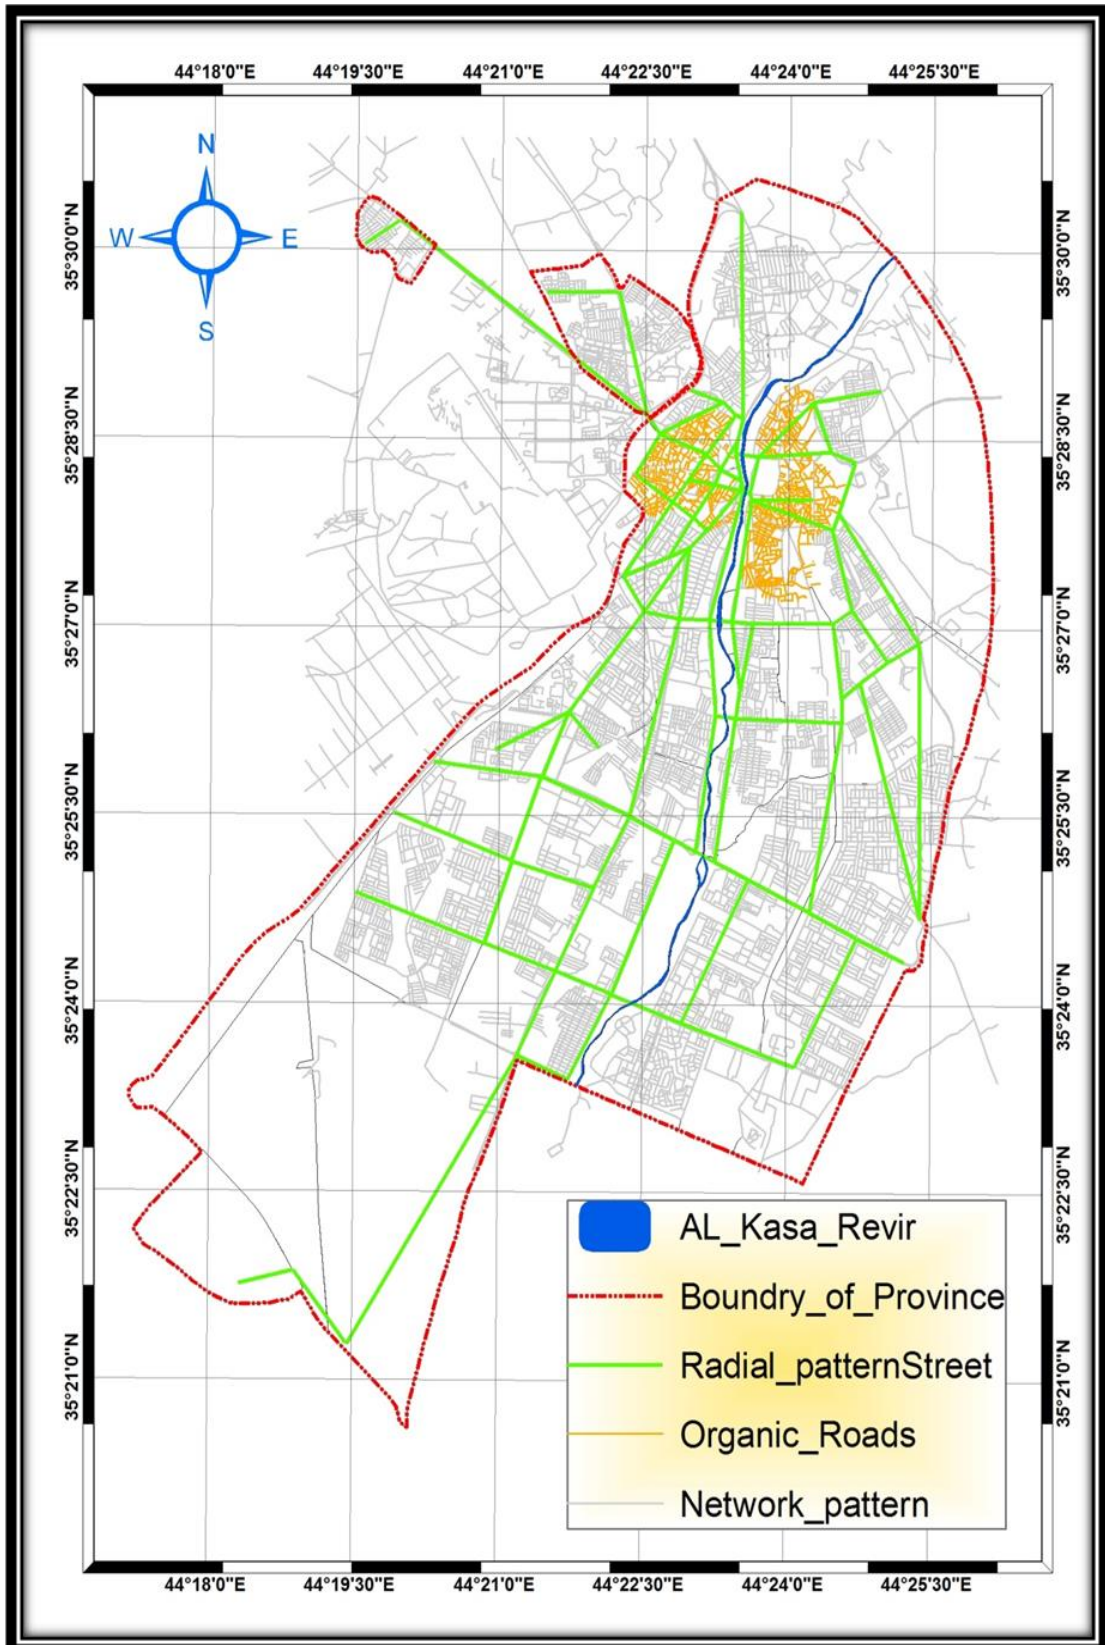 44°18'0"E 44°19'30"E 44°21'0"E 44°22'30"E 44°24'0"E 44°25'30"E
N
W E
S
35°30'0"N 35°30'0"N
35°28'30"N 35°28'30"N
35°27'0"N 35°27'0"N
35°25'30"N 35°25'30"N
35°24'0"N 35°24'0"N
35°22'30"N 35°22'30"N
35°21'0"N 35°21'0"N
AL_Kasa_Revir
Boundry_of_Province
Radial_patternStreet
Organic_Roads
Network_pattern
44°18'0"E 44°19'30"E 44°21'0"E 44°22'30"E 44°24'0"E 44°25'30"E